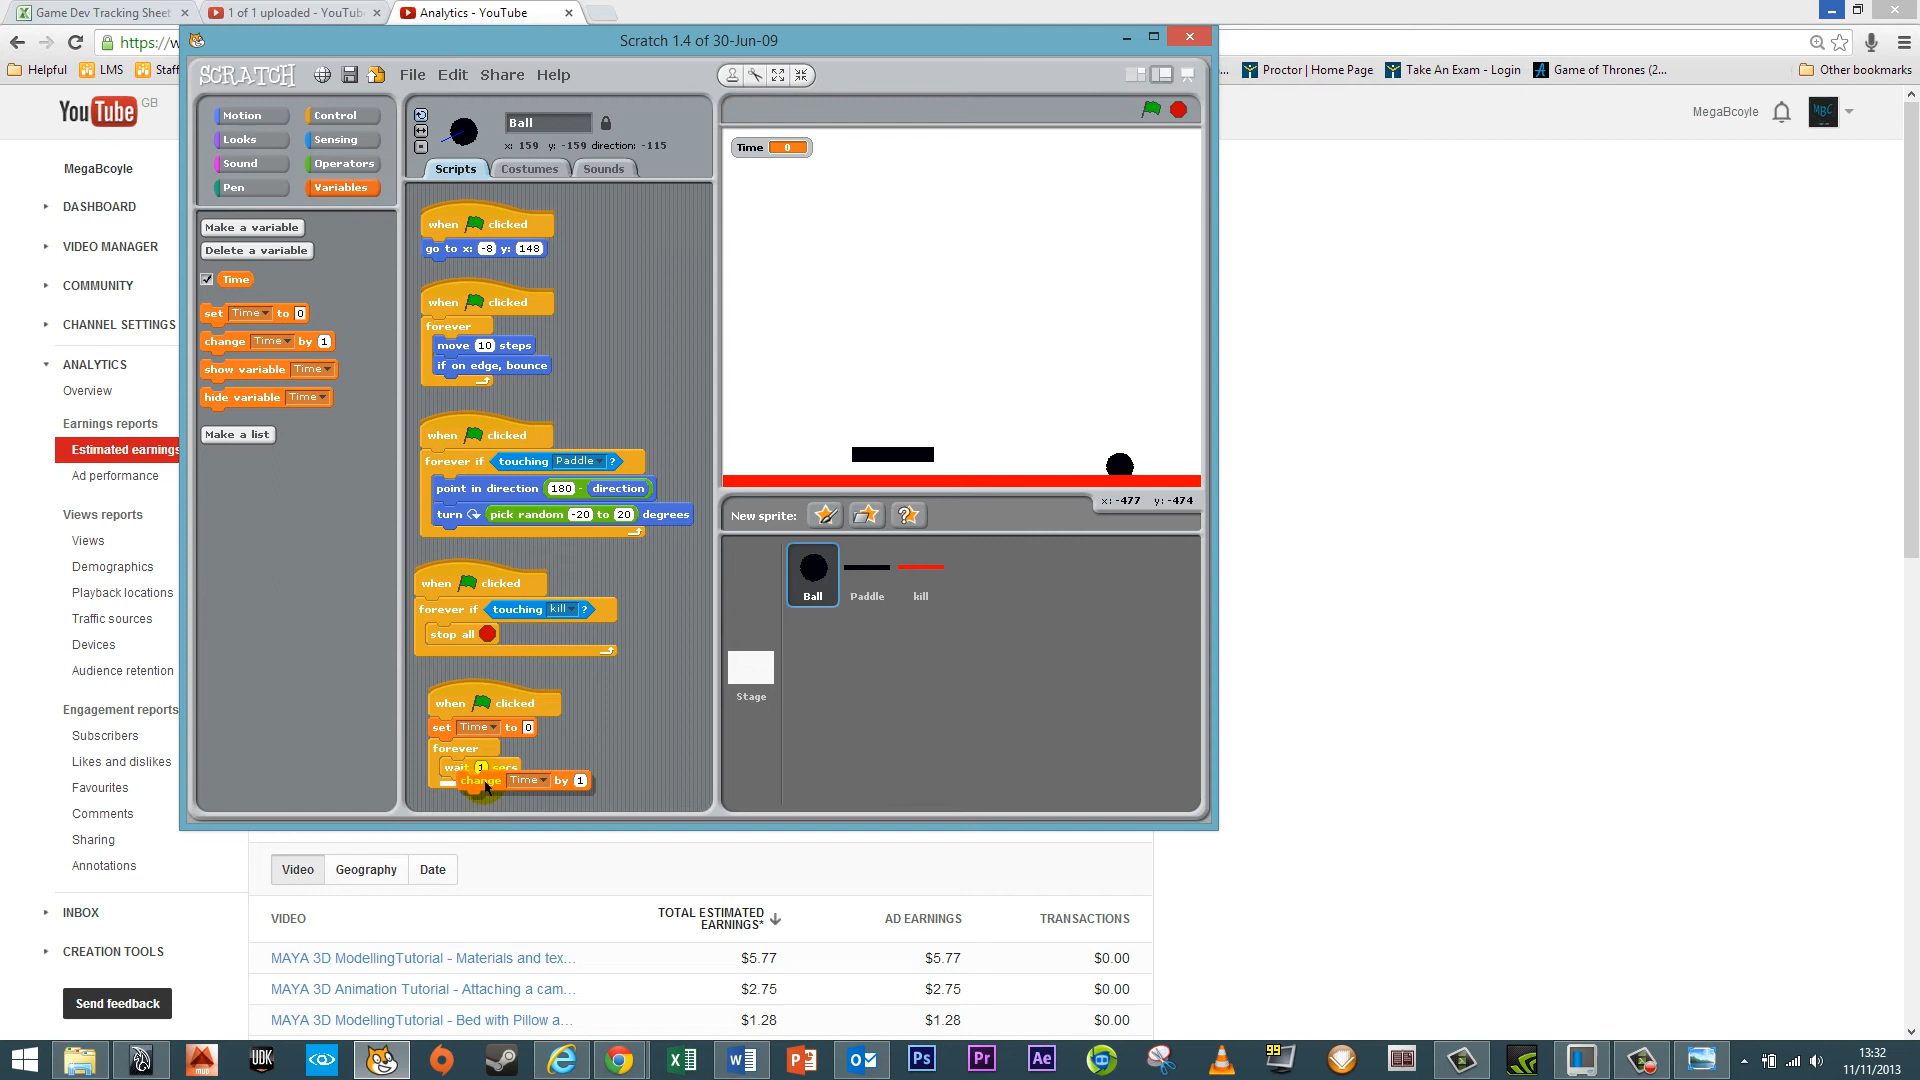 Game Dev Tracking Sheet
1 of 1 uploaded - YouTub
Analytics - YouTube
https://w
Scratch 1.4 of 30-Jun-09
Helpful
LMS
Staff
Proctor | Home Page
Take An Exam - Login
Game of Thrones (2...
Other bookmarks
SCRATCH
File Edit Share Help
YouTube GB
MegaBcoyle
MBC
MegaBcoyle
DASHBOARD
VIDEO MANAGER
COMMUNITY
CHANNEL SETTINGS
ANALYTICS
Overview
Earnings reports
Estimated earnings
Ad performance
Views reports
Views
Demographics
Playback locations
Traffic sources
Devices
Audience retention
Engagement reports
Subscribers
Likes and dislikes
Favourites
Comments
Sharing
Annotations
INBOX
CREATION TOOLS
Send feedback
Motion Control
Looks Sensing
Sound Operators
Pen Variables
Make a variable
Delete a variable
Time
set Time to 0
change Time by 1
show variable Time
hide variable Time
Make a list
Ball
x: 159 y: -159 direction: -115
Scripts Costumes Sounds
when clicked
go to x: -8 y: 148
when clicked
forever
move 10 steps
if on edge, bounce
when clicked
forever if touching Paddle ?
point in direction 180 - direction
turn pick random -20 to 20 degrees
when clicked
forever if touching kill ?
stop all
when clicked
set Time to 0
forever
wait 1 secs
change Time by 1
Time 0
x: -477 y: -474
New sprite:
Ball Paddle kill
Stage
Video Geography Date
VIDEO TOTAL ESTIMATED EARNINGS* AD EARNINGS TRANSACTIONS
MAYA 3D ModellingTutorial - Materials and tex... $5.77 $5.77 $0.00
MAYA 3D Animation Tutorial - Attaching a cam... $2.75 $2.75 $0.00
MAYA 3D ModellingTutorial - Bed with Pillow a... $1.28 $1.28 $0.00
UDK
Ps
Pr
Ae
99
13:32
11/11/2013